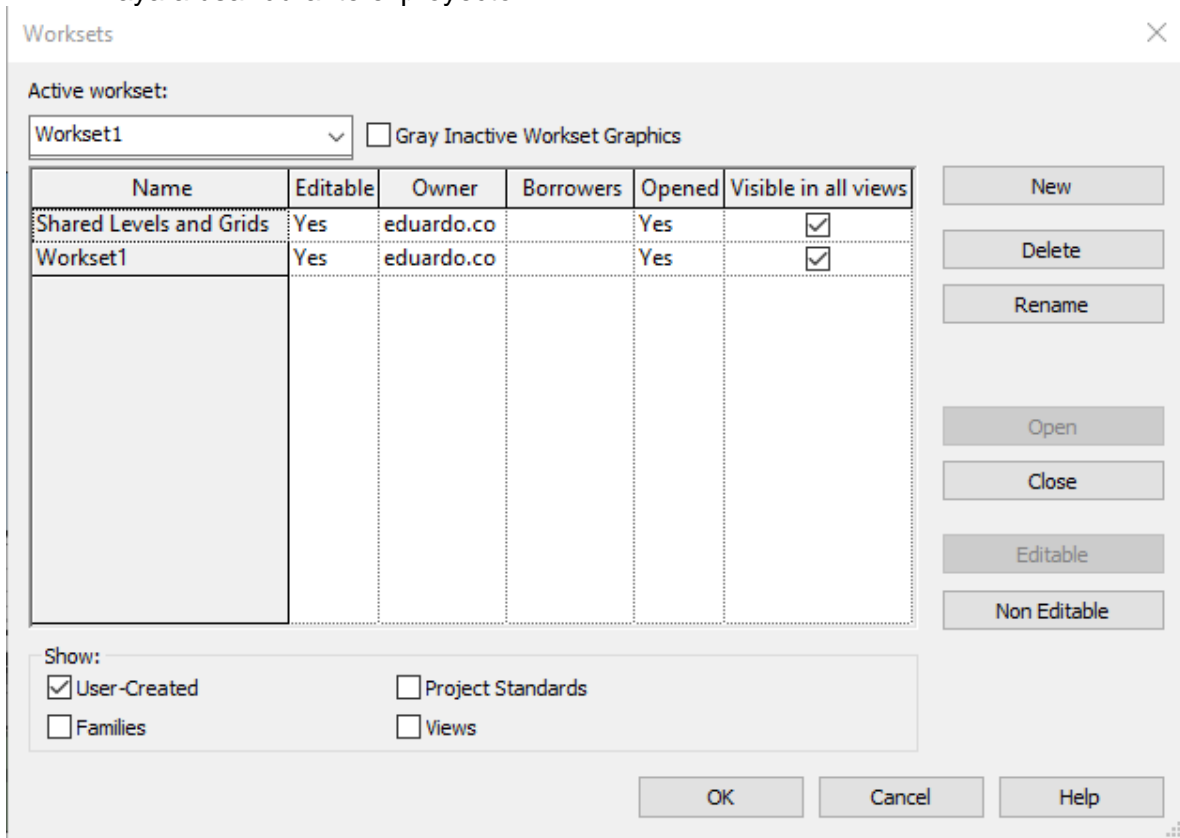 Worksets
Active workset:
Workset1 Gray Inactive Workset Graphics
Name Editable Owner Borrowers Opened Visible in all views
Shared Levels and Grids Yes eduardo.co Yes
Workset1 Yes eduardo.co Yes
New
Delete
Rename
Open
Close
Editable
Non Editable
Show:
User-Created Project Standards
Families Views
OK Cancel Help